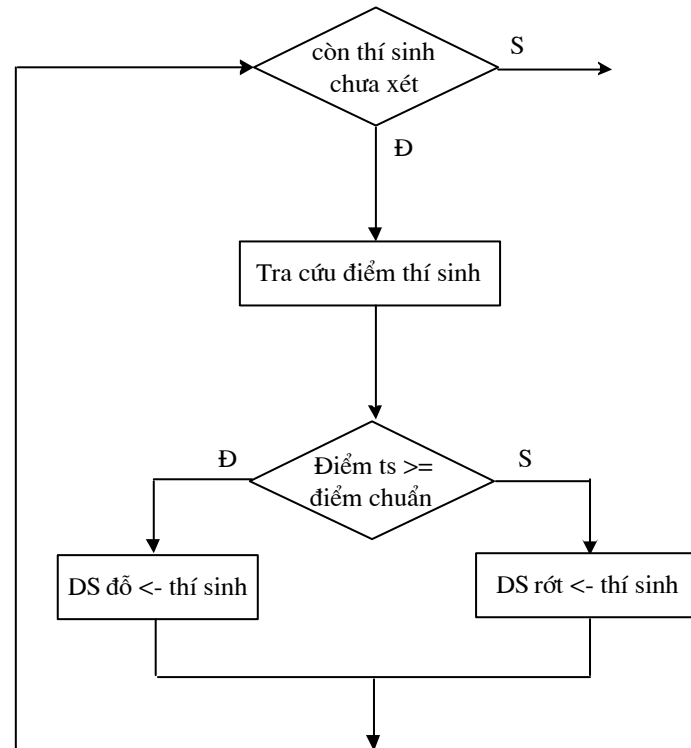 còn thí sinh
chưa xét
S
Đ
Tra cứu điểm thí sinh
Đ
Điểm ts >=
điểm chuẩn
S
DS đỗ <- thí sinh
DS rớt <- thí sinh